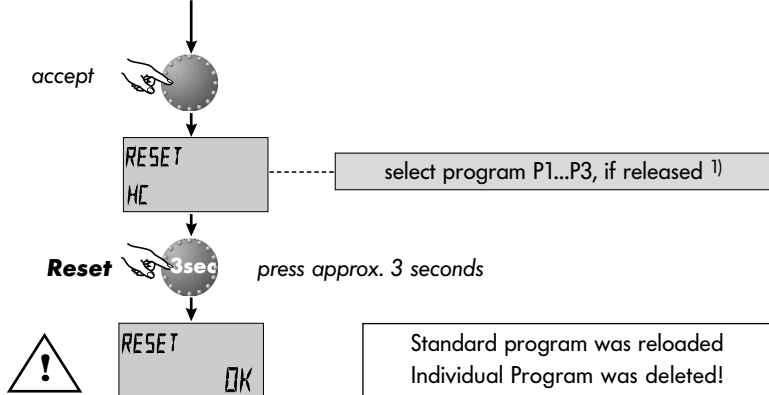 accept
RESET
HC
select program P1...P3, if released 1)
Reset
3sec
press approx. 3 seconds
!
RESET
OK
Standard program was reloaded
Individual Program was deleted!